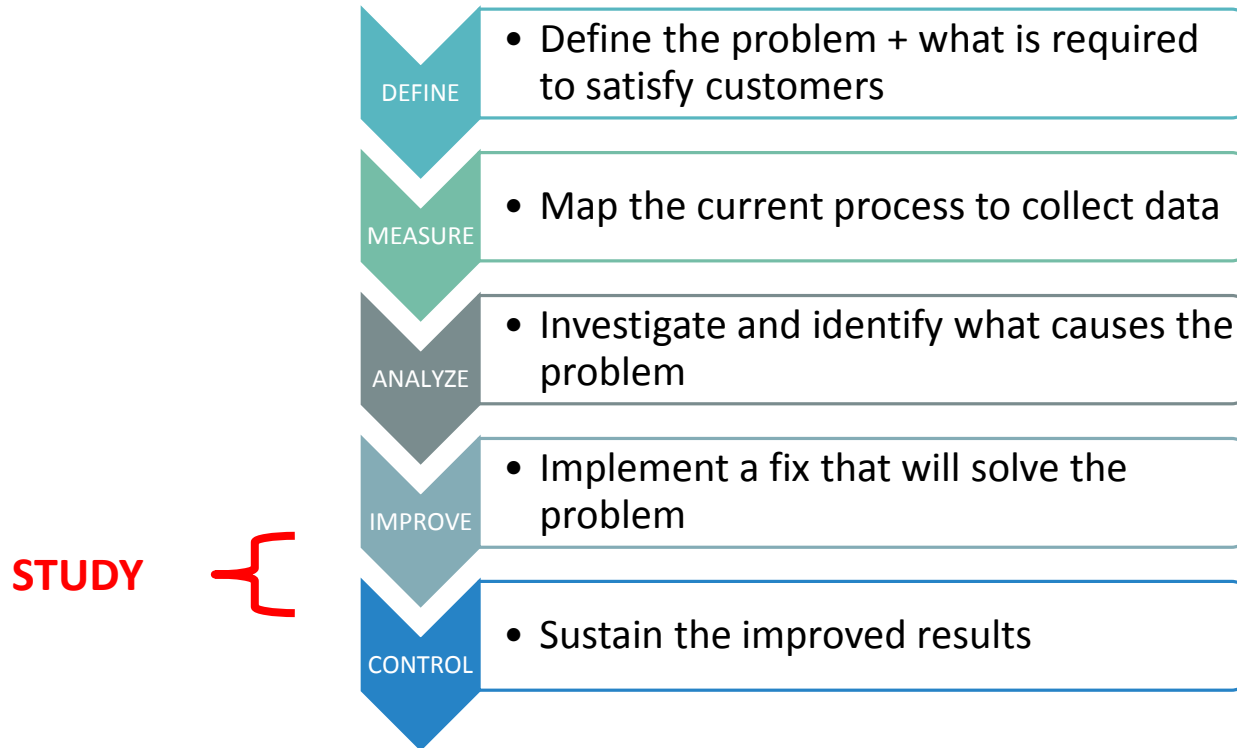 DEFINE
• Define the problem + what is required
to satisfy customers
MEASURE
• Map the current process to collect data
ANALYZE
• Investigate and identify what causes the
problem
IMPROVE
• Implement a fix that will solve the
problem
STUDY
CONTROL
• Sustain the improved results